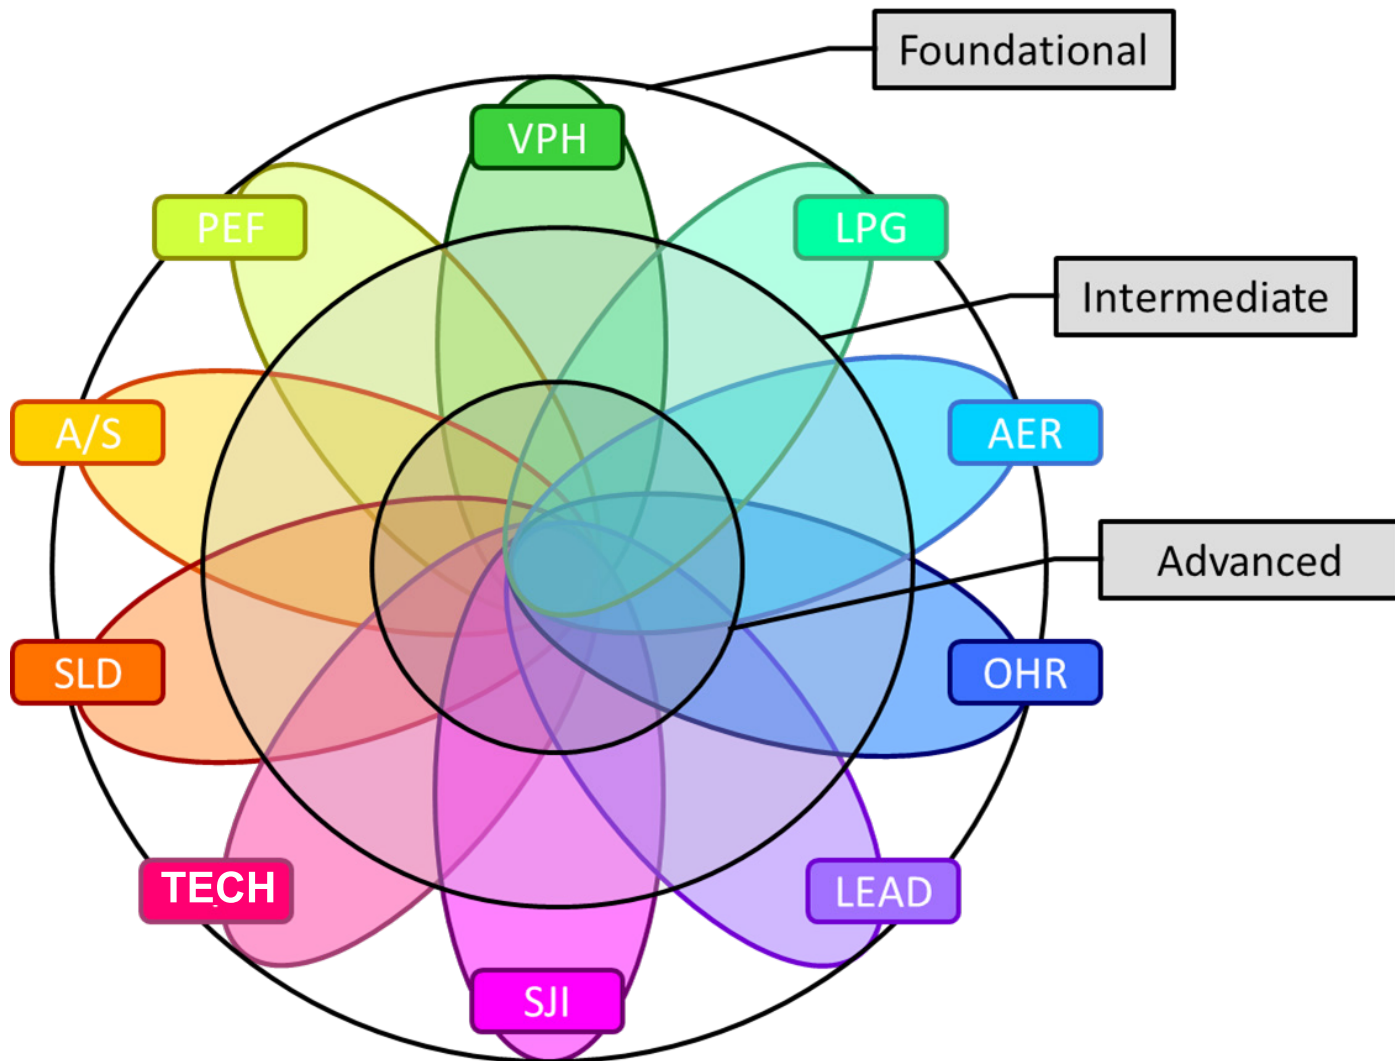 Foundational
VPH
PEF
LPG
Intermediate
A/S
AER
Advanced
SLD
OHR
TECH
LEAD
SJI